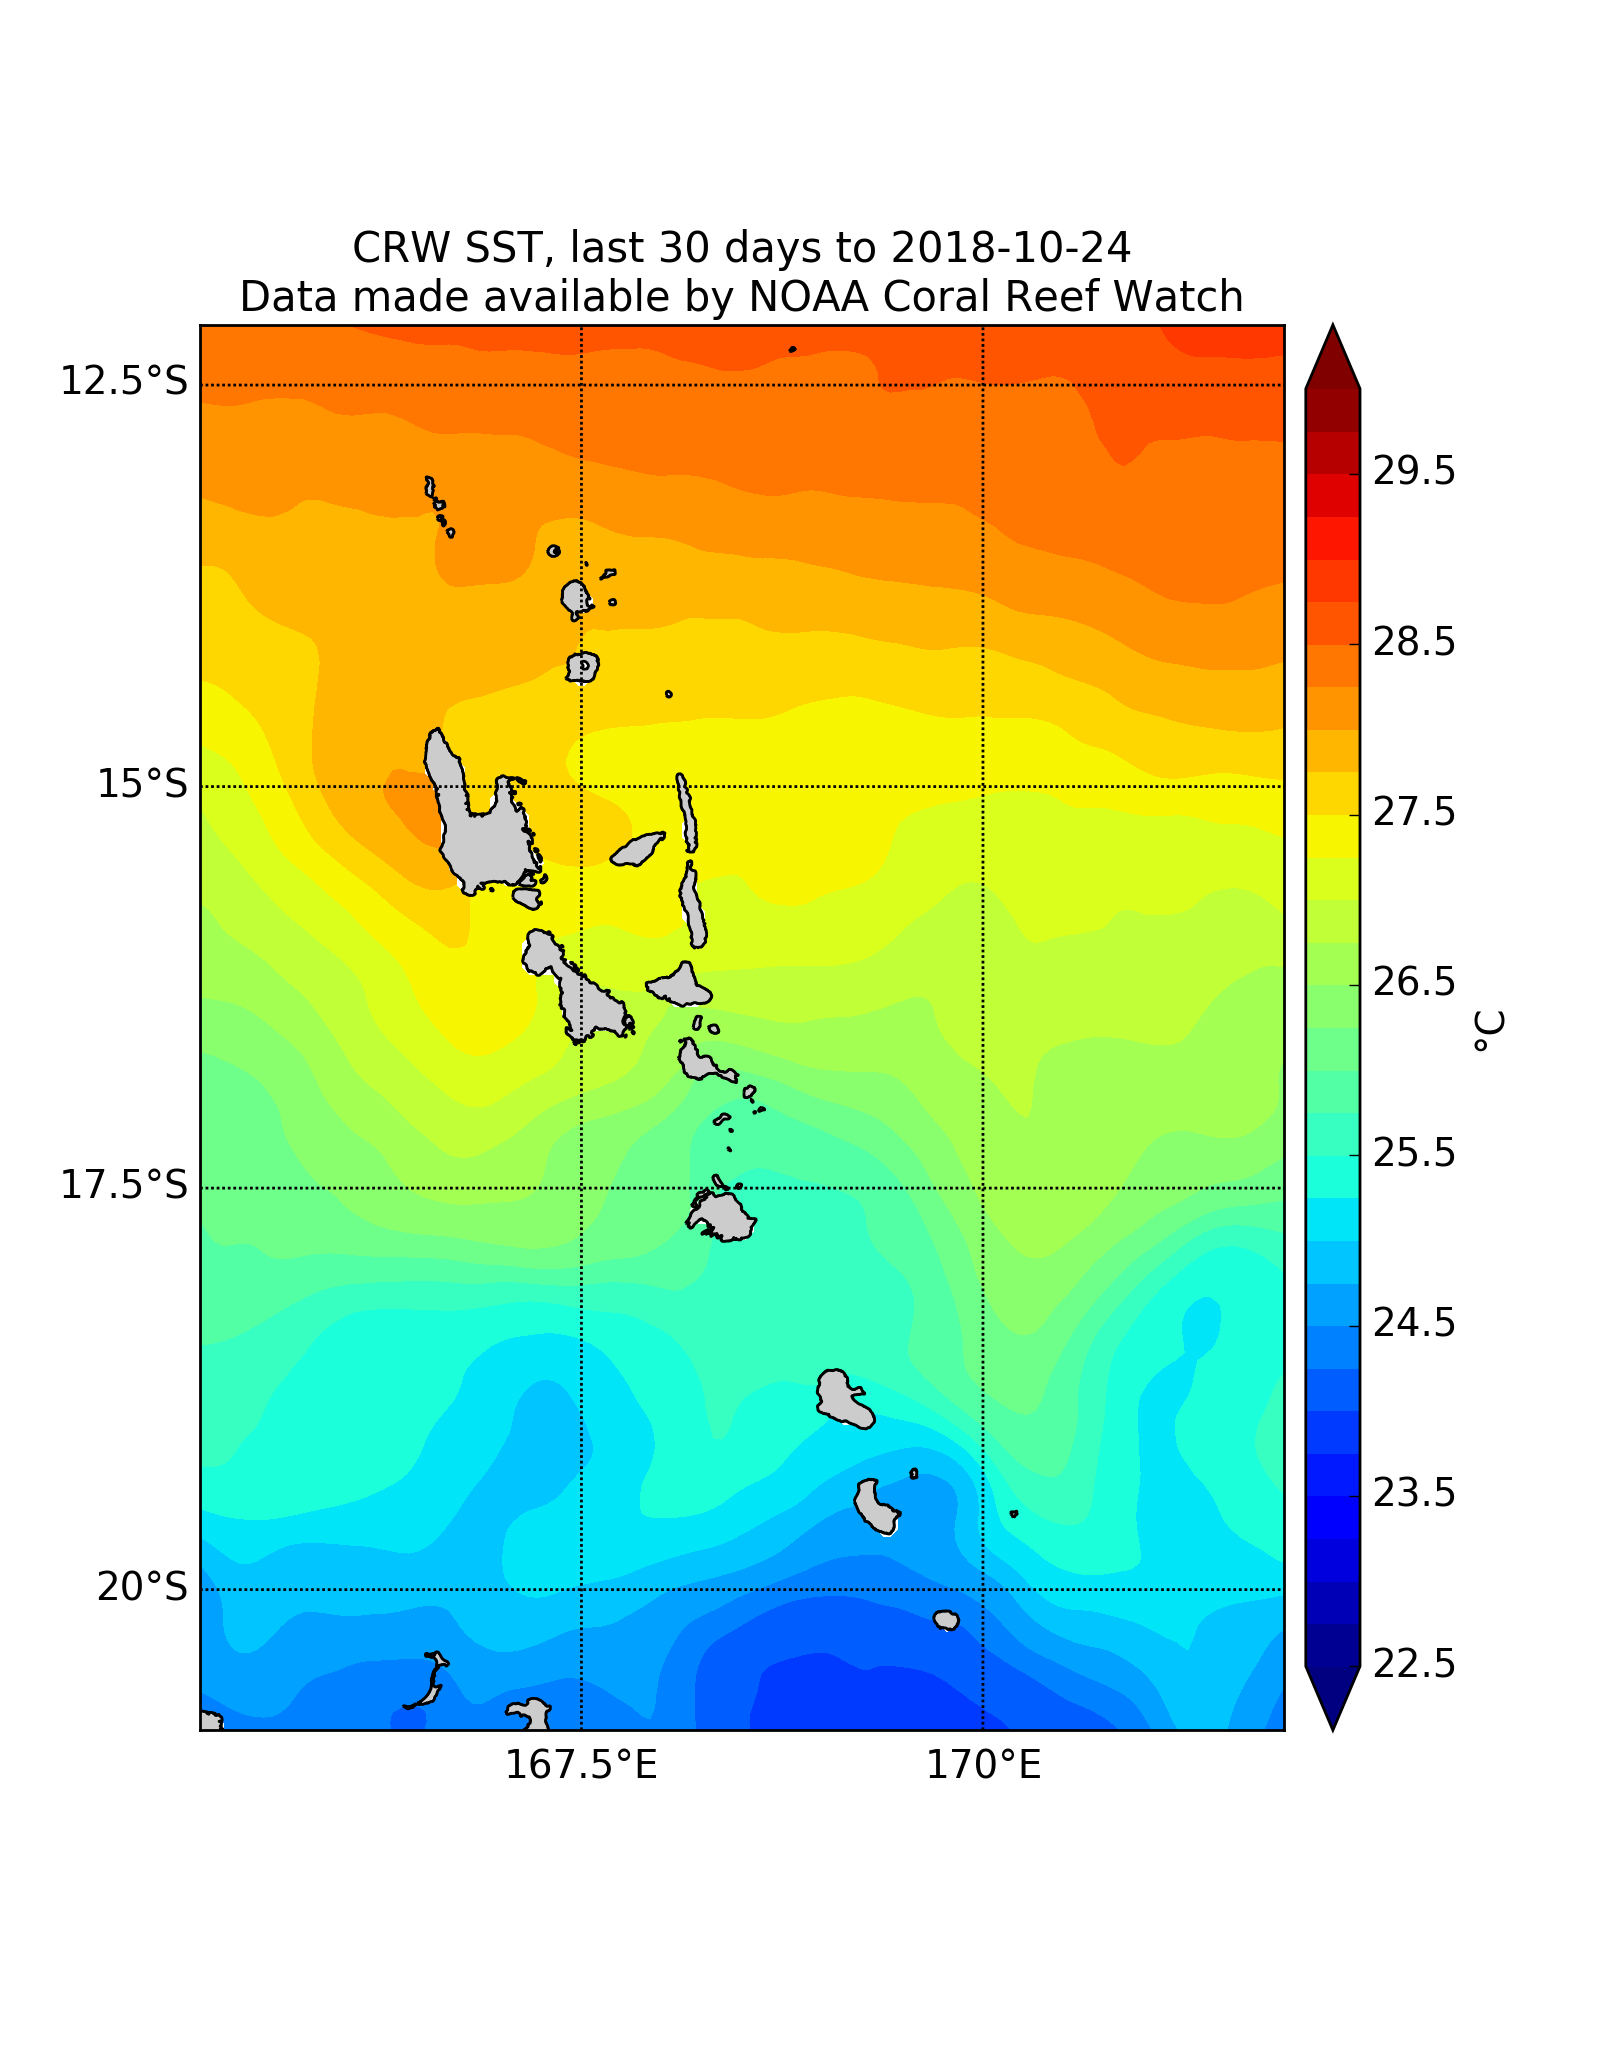 CRW SST, last 30 days to 2018-10-24
Data made available by NOAA Coral Reef Watch
12.5°S
15°S
17.5°S
20°S
167.5°E
170°E
29.5
28.5
27.5
26.5
25.5
24.5
23.5
22.5
°C